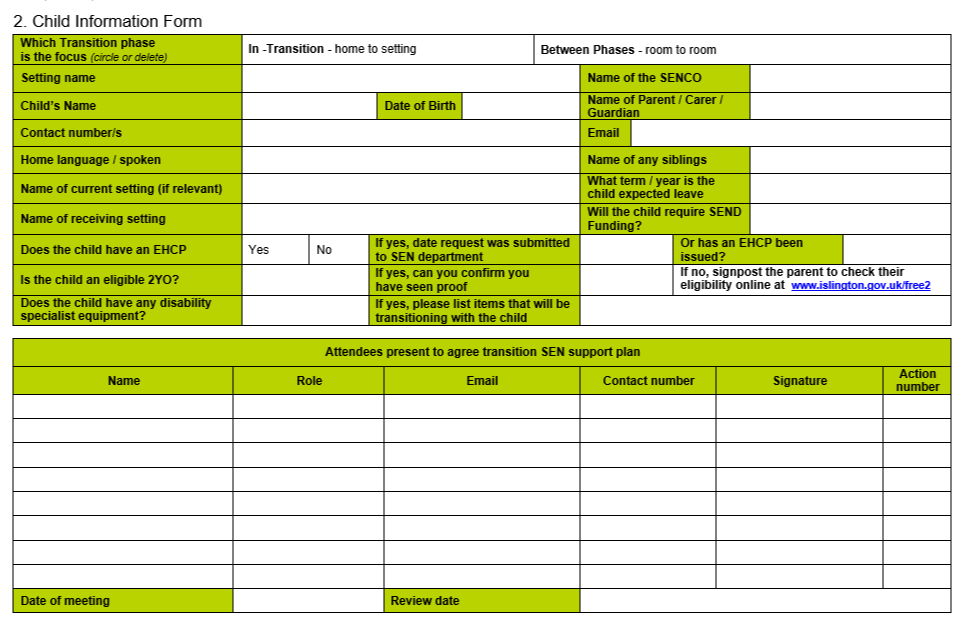 2. Child Information Form
Which Transition phase
is the focus (circle or delete)
In -Transition - home to setting
Between Phases - room to room
Setting name
Name of the SENCO
Child's Name
Date of Birth
Name of Parent / Carer /
Guardian
Contact number/s
Email
Home language / spoken
Name of any siblings
Name of current setting (if relevant)
What term / year is the
child expected leave
Name of receiving setting
Will the child require SEND
Funding?
Does the child have an EHCP
Yes
No
If yes, date request was submitted
to SEN department
Or has an EHCP been
issued?
Is the child an eligible 2YO?
If yes, can you confirm you
have seen proof
If no, signpost the parent to check their
eligibility online at www.islington.gov.uk/free2
Does the child have any disability
specialist equipment?
If yes, please list items that will be
transitioning with the child
Attendees present to agree transition SEN support plan
Name
Role
Email
Contact number
Signature
Action
number
Date of meeting
Review date